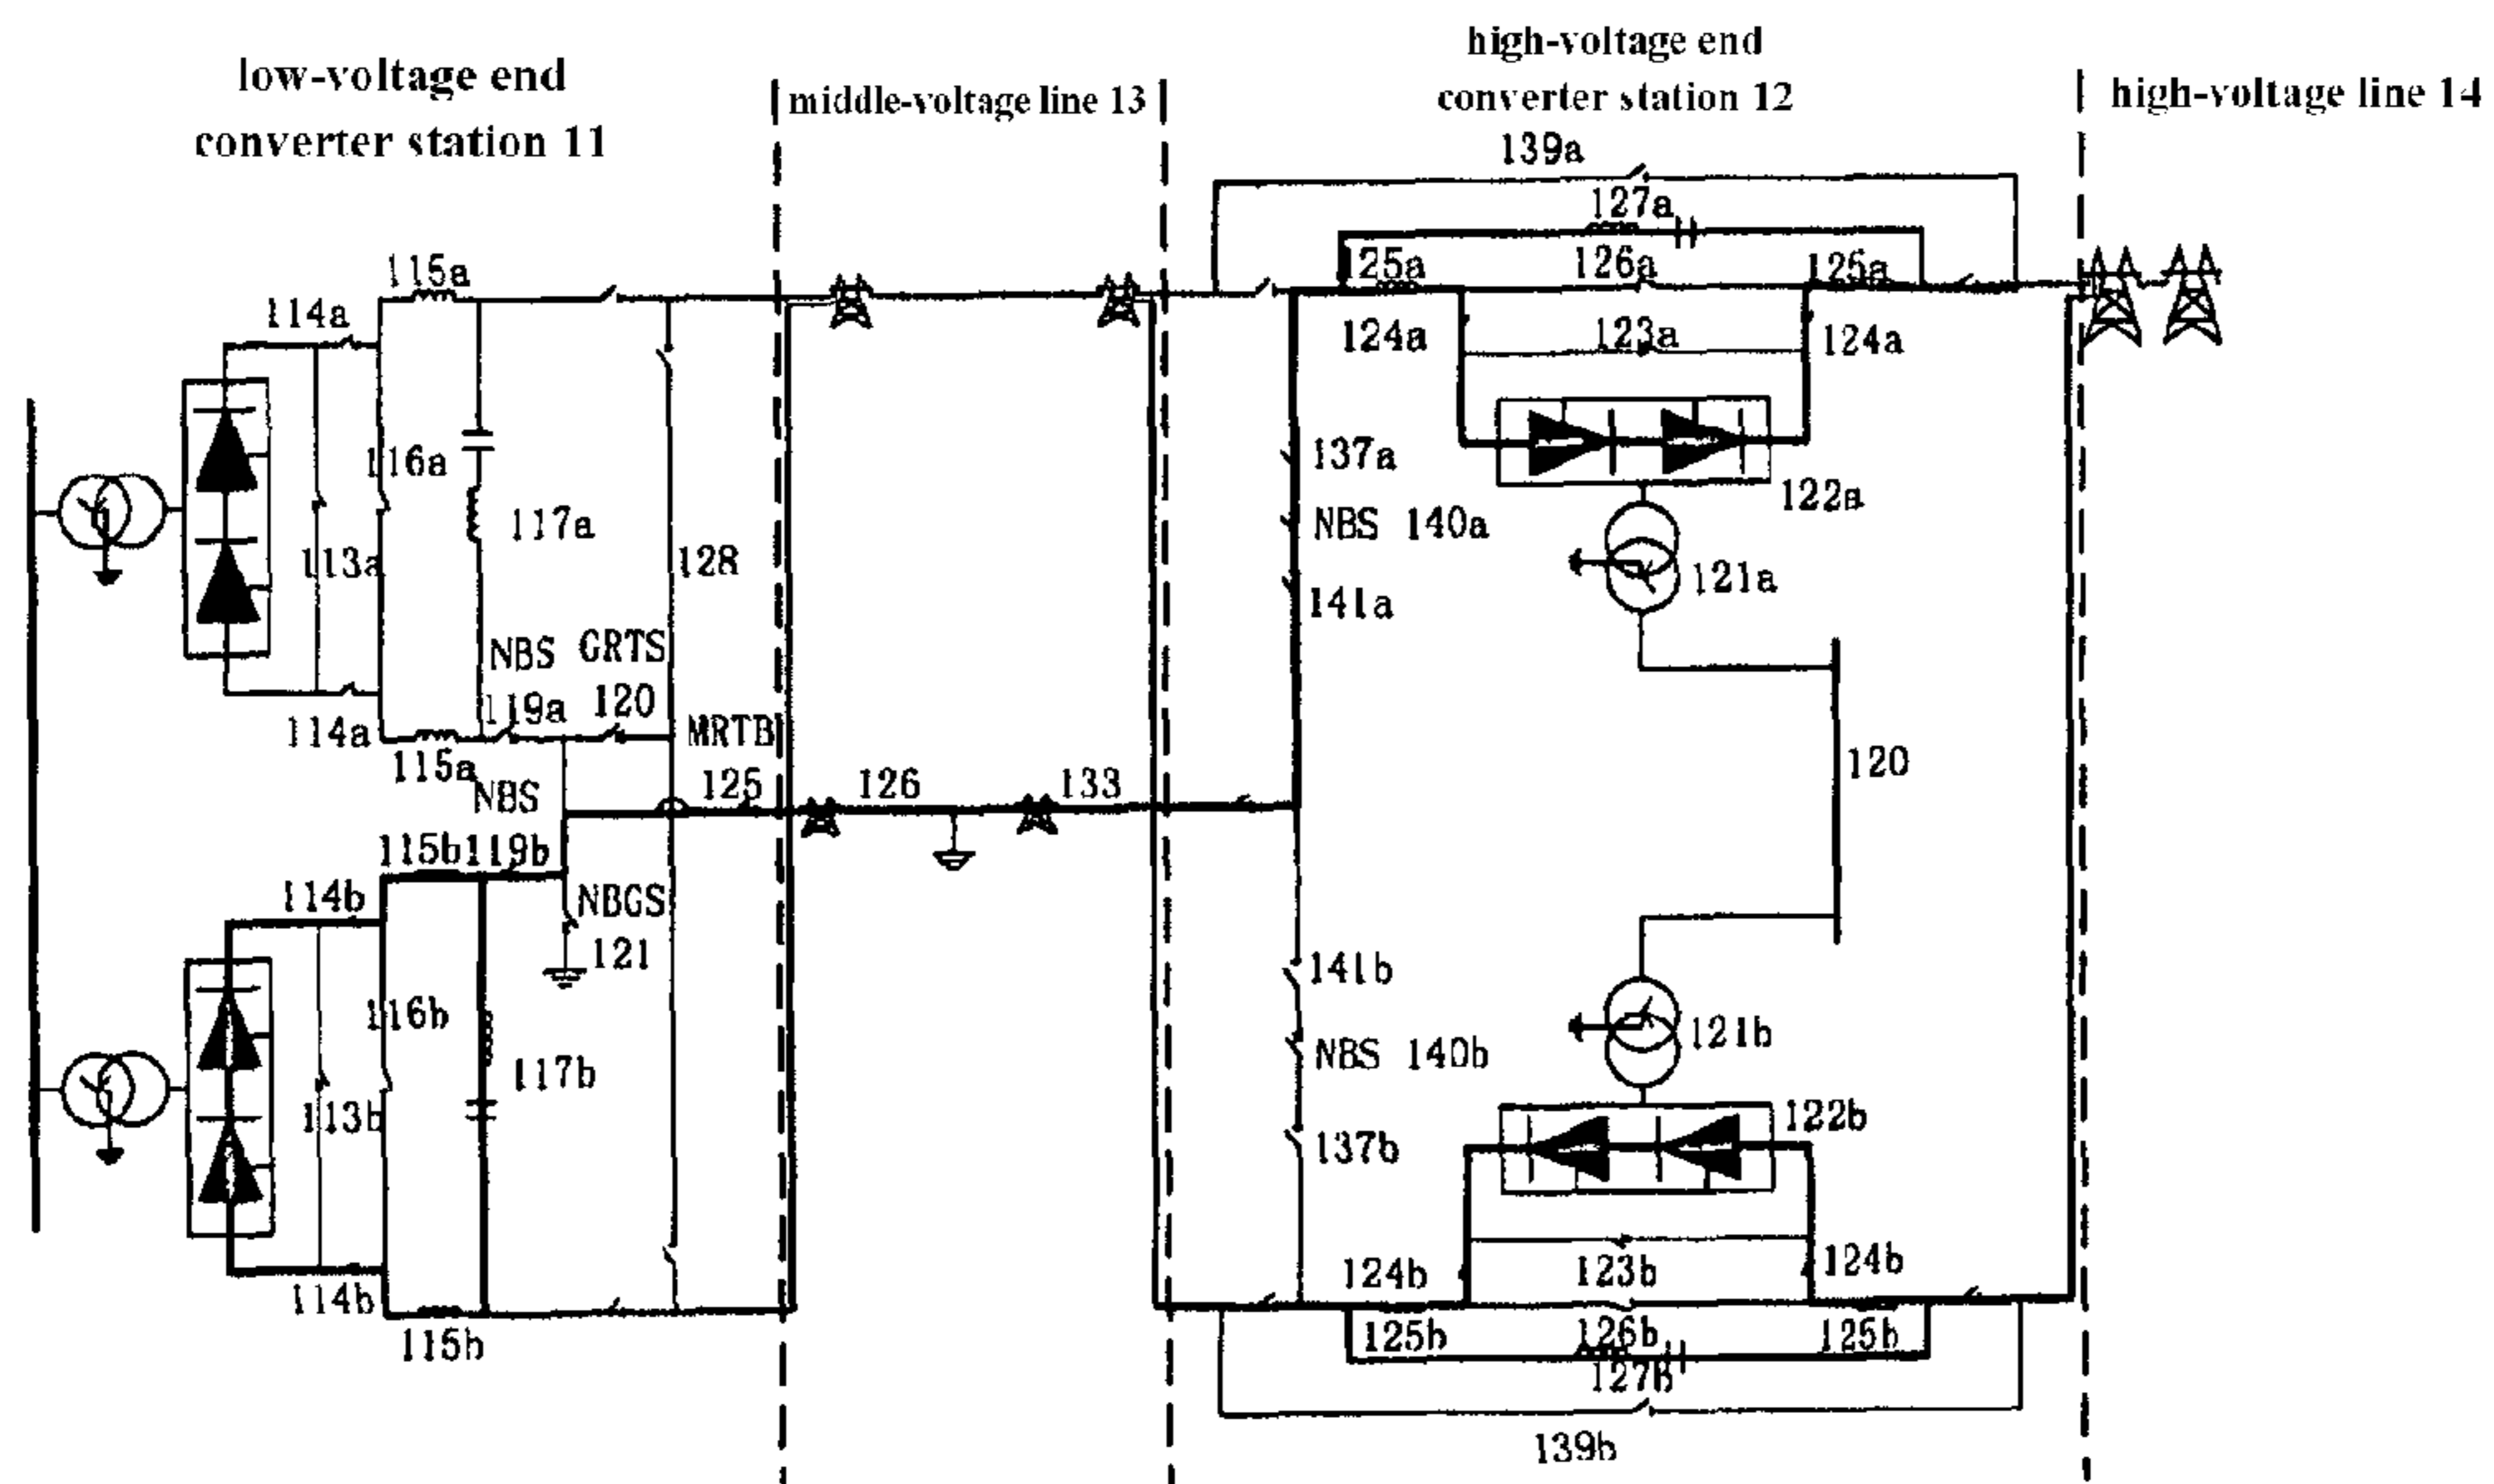 low-voltage end
converter station 11
middle-voltage line 13
high-voltage end
converter station 12
high-voltage line 14
139a
127a
115a
125a
126a
125a
114a
124a
123a
124a
116a
137a
122a
117a
NBS 140a
113a
128
121a
141a
NBS
GRTS
119a
120
114a
MRTB
115a
125
126
133
120
NBS
115b
119b
114b
NBGS
121
141b
116b
121b
NBS 140b
117b
113b
122b
137b
124b
123b
124b
114b
115b
125b
126b
125b
127b
139b